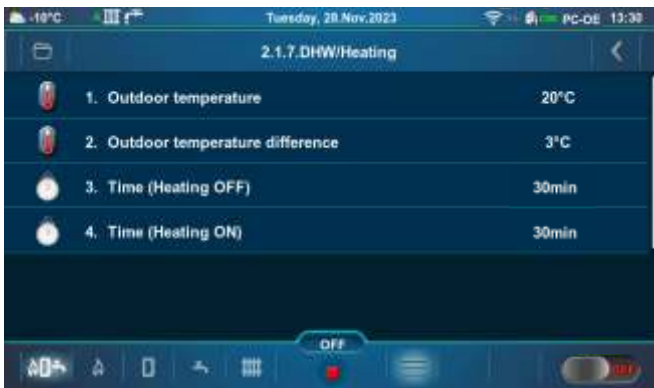 -10°C Tuesday, 28.Nov.2023 PC-OE 13:30
2.1.7.DHW/Heating
1. Outdoor temperature 20°C
2. Outdoor temperature difference 3°C
3. Time (Heating OFF) 30min
4. Time (Heating ON) 30min
OFF
OFF